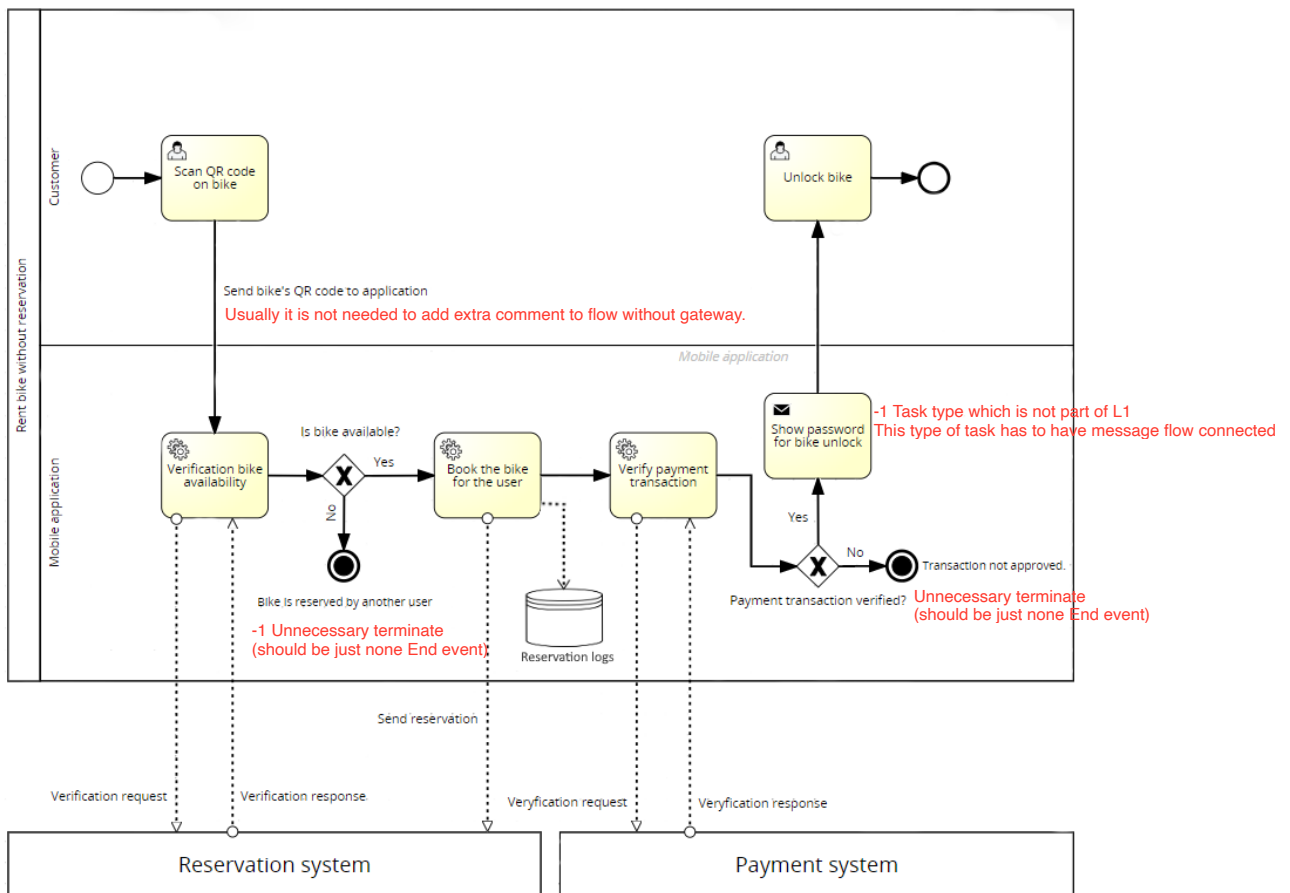 Rent bike without reservation
Customer
Scan QR code
on bike
Unlock bike
Send bike's QR code to application
Usually it is not needed to add extra comment to flow without gateway.
Mobile application
Mobile application
Show password
for bike unlock
-1 Task type which is not part of L1
This type of task has to have message flow connected
Is bike available?
Verification bike
availability
Yes
No
Book the bike
for the user
Verify payment
transaction
Yes
No
Transaction not approved.
Payment transaction verified?
Unnecessary terminate
(should be just none End event)
Bike is reserved by another user
-1 Unnecessary terminate
(should be just none End event)
Reservation logs
Send reservation
Verification request
Verification response
Veryfication request
Veryfication response
Reservation system
Payment system